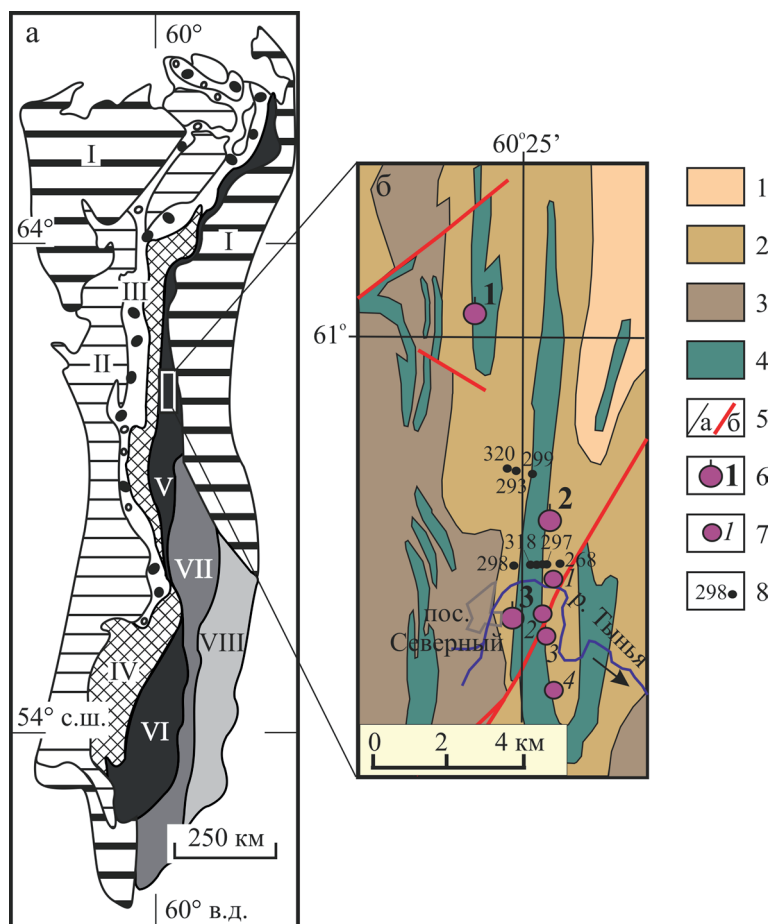 а
60°
I
I
64°
III
II
V
VII
VIII
IV
54° с.ш.
VI
250 км
60° в.д.
60°25’
б
1
61°
320
299
293
2
318
297
298
268
1
3
пос.
Северный
2
р. Тынья
3
4
0 2 4 км
1
2
3
4
а б 5
1 6
1 7
298 8